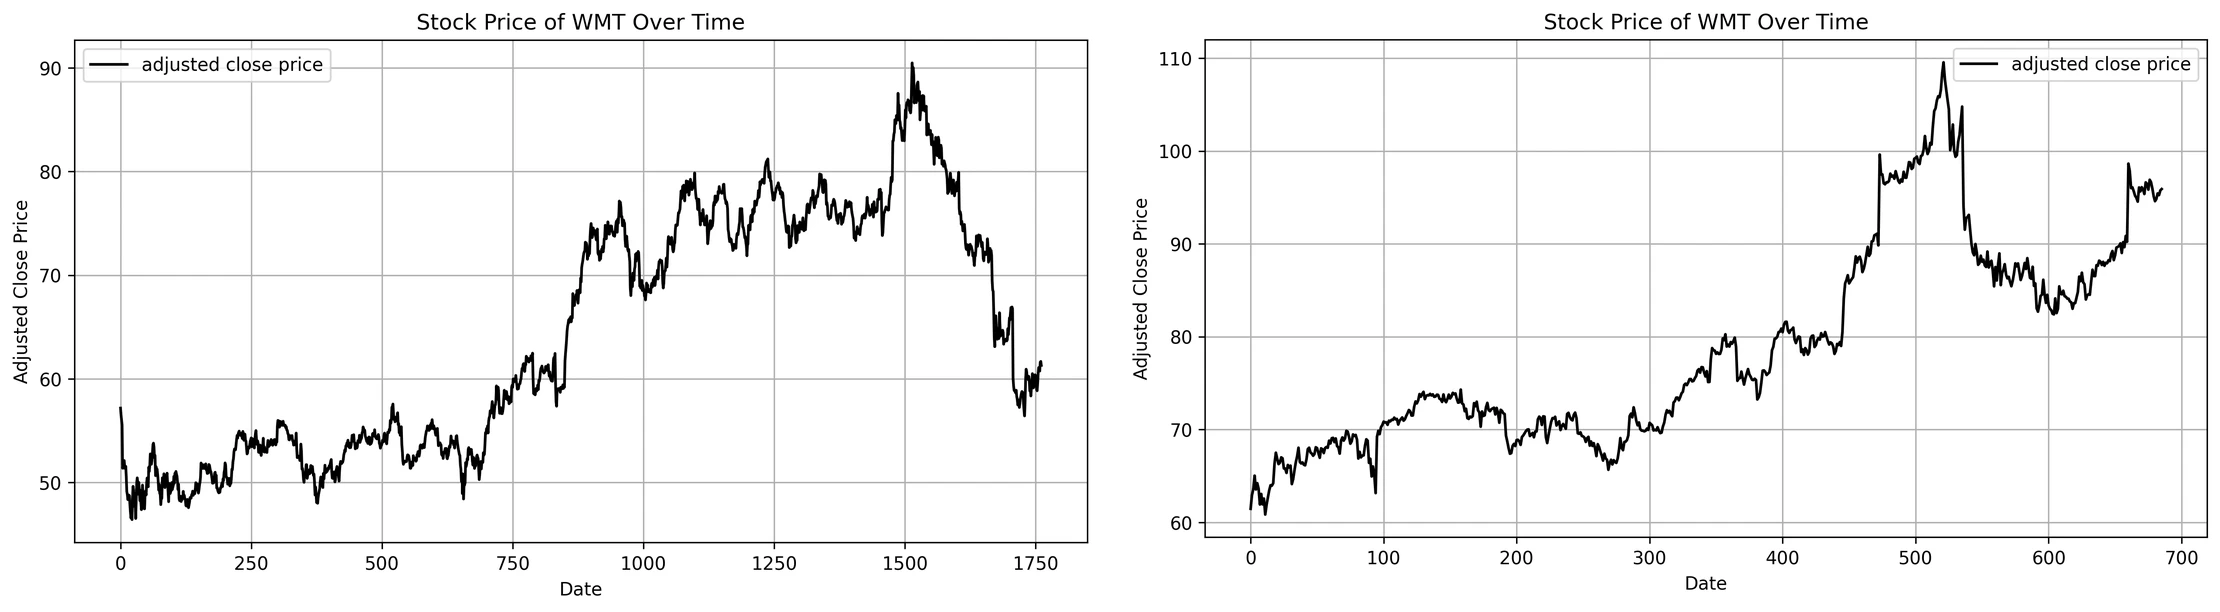 Stock Price of WMT Over Time
adjusted close price
90
80
70
60
50
Adjusted Close Price
0 250 500 750 1000 1250 1500 1750
Date
Stock Price of WMT Over Time
adjusted close price
110
100
90
80
70
60
Adjusted Close Price
0 100 200 300 400 500 600 700
Date